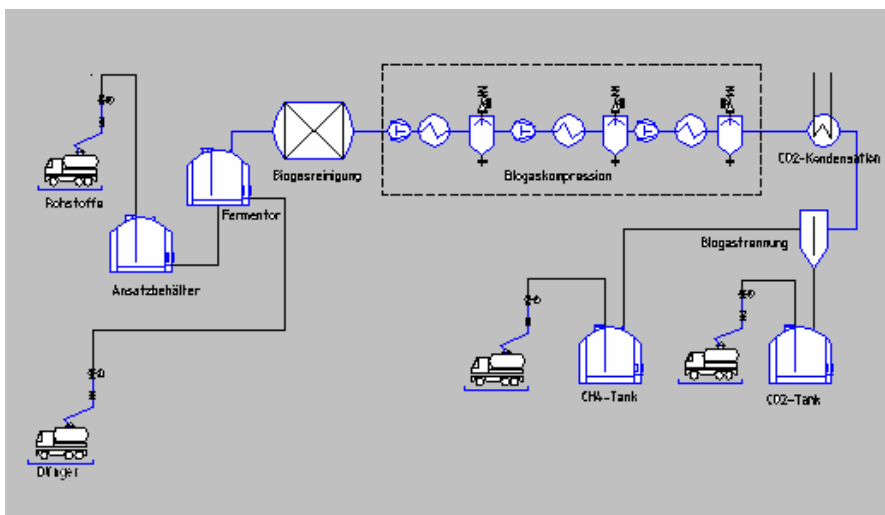 Rohstoffe
Ansatzbehälter
Fermentor
Biogasreinigung
Biogaskompression
CO2-Kondensation
Biogastrennung
CH4-Tank
CO2-Tank
Dünger